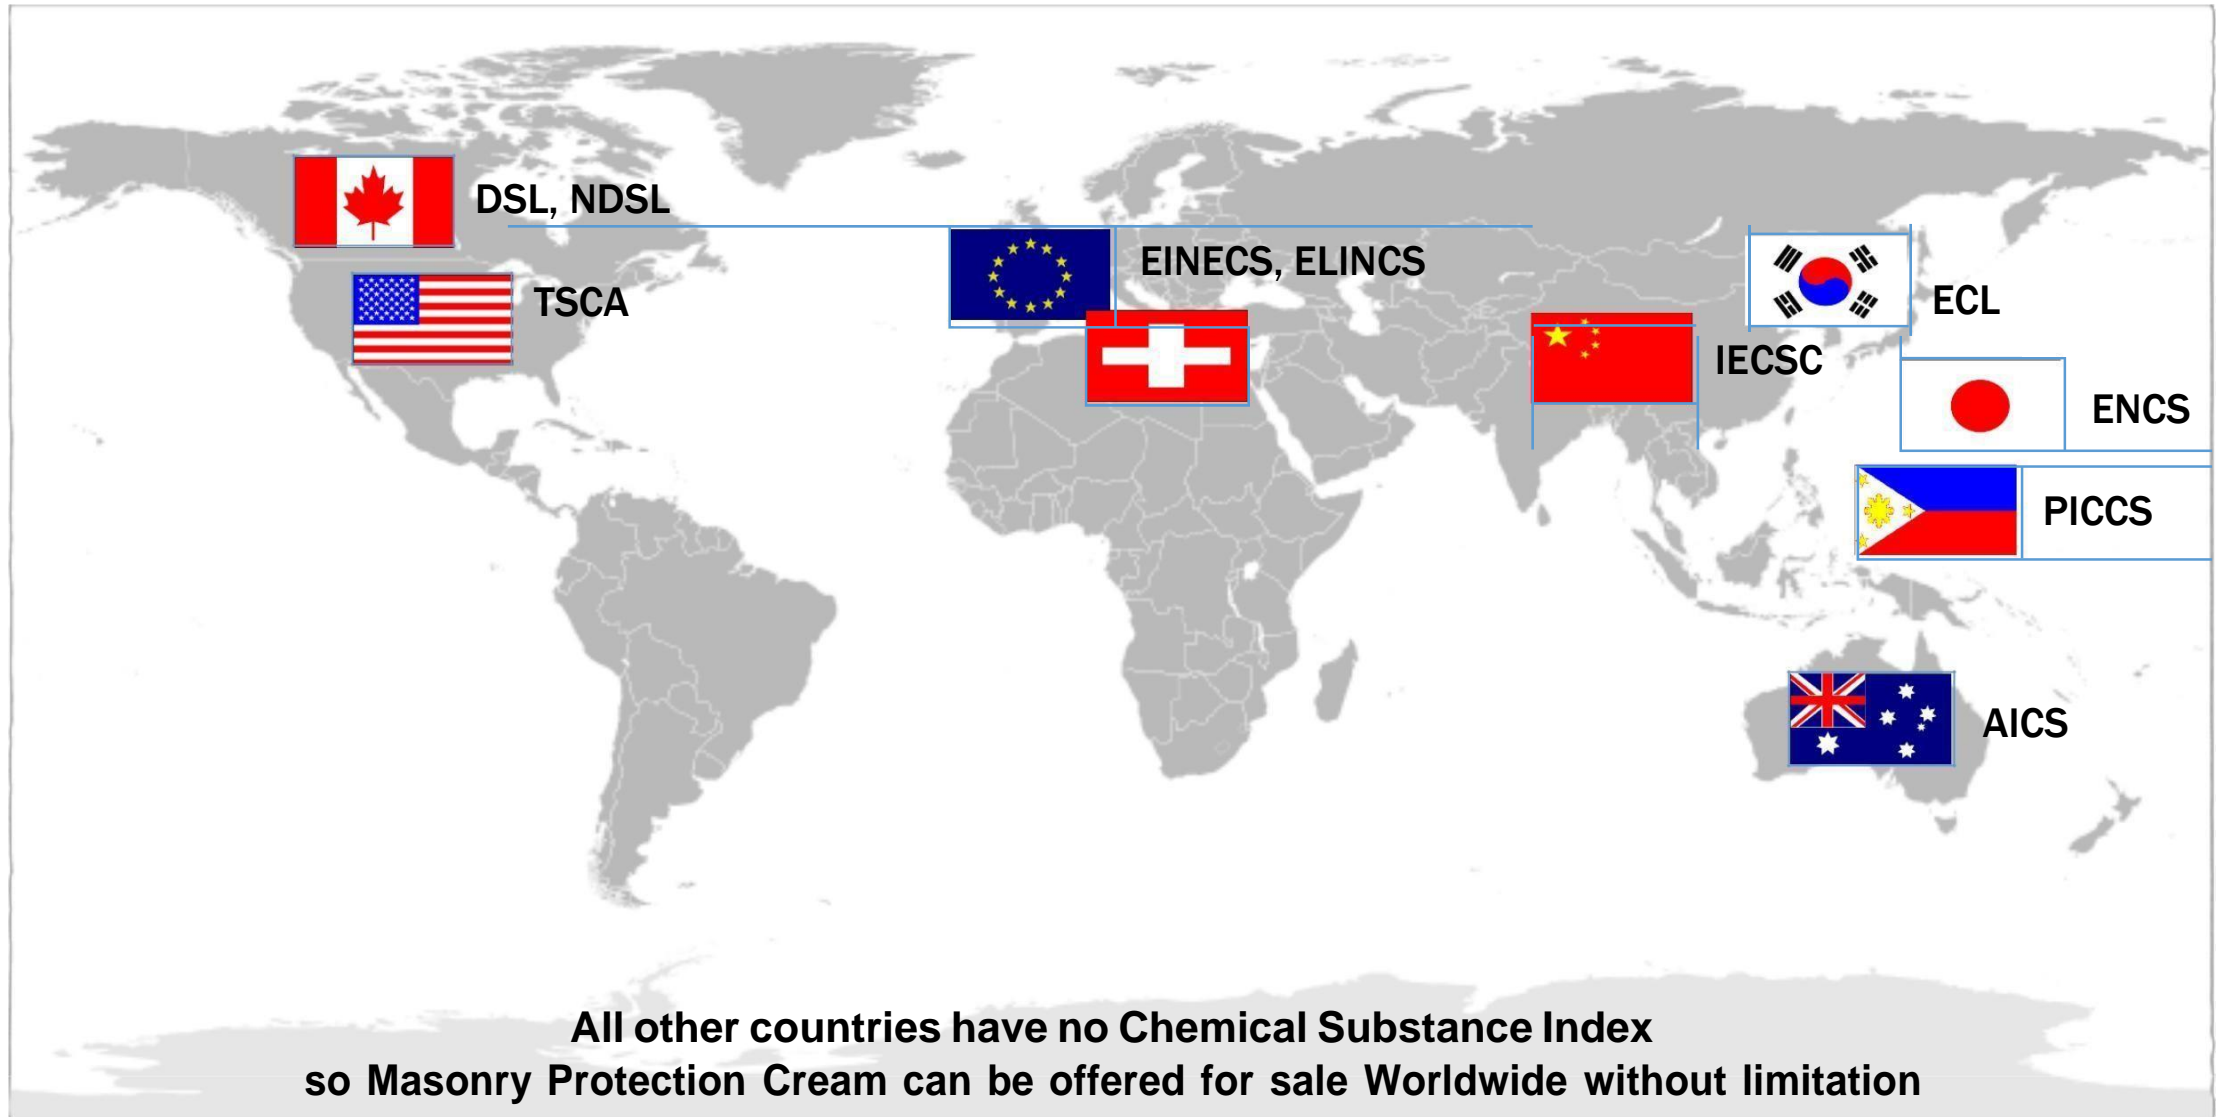 DSL, NDSL
EINECS, ELINCS
TSCA
ECL
IECSC
ENCS
PICCS
AICS
All other countries have no Chemical Substance Index
so Masonry Protection Cream can be offered for sale Worldwide without limitation